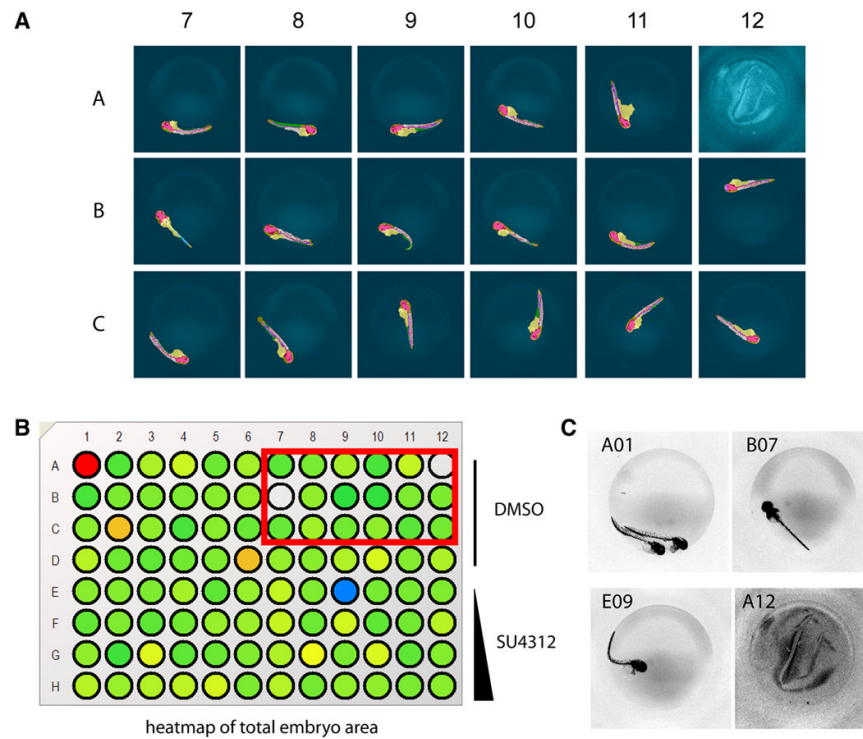 A
7 8 9 10 11 12
A
B
C
B
1 2 3 4 5 6 7 8 9 10 11 12
A
B
C
D
E
F
G
H
DMSO
SU4312
heatmap of total embryo area
C
A01 B07
E09 A12